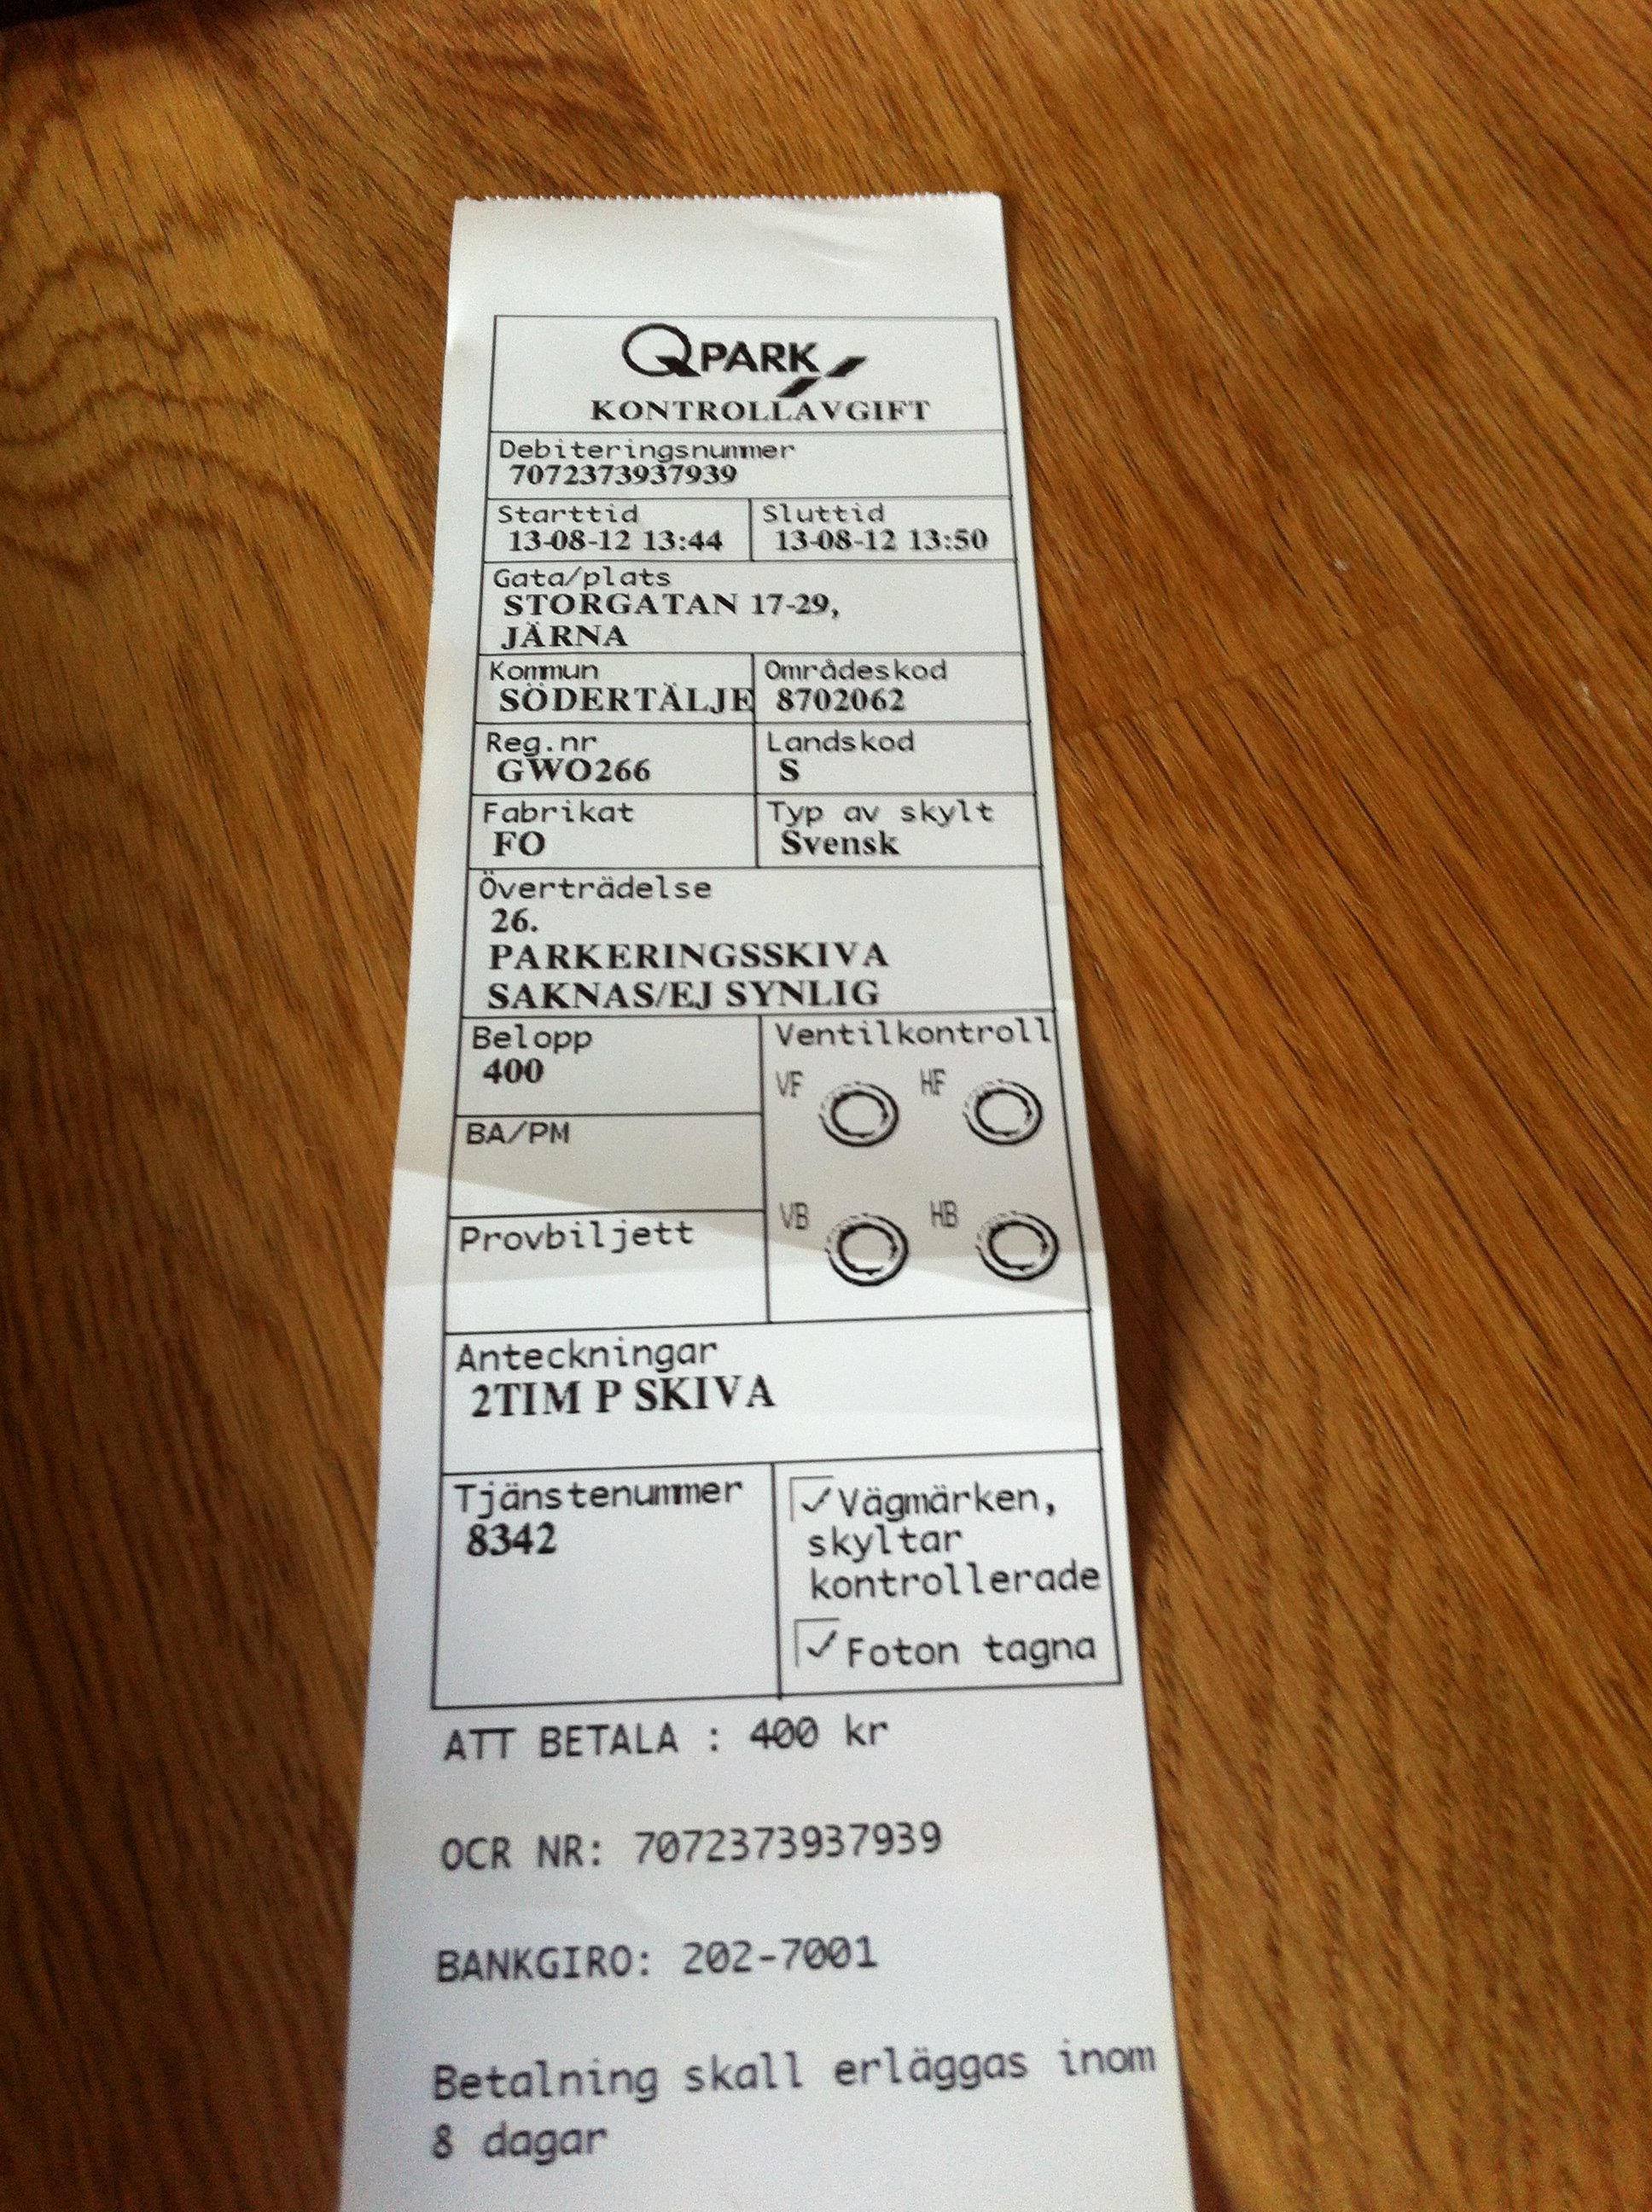 QPARK
KONTROLLAVGIFT
Debiteringsnummer
7072373937939
Starttid Sluttid
13-08-12 13:44 13-08-12 13:50
Gata/plats
STORGATAN 17-29,
JÄRNA
Kommun Områdeskod
SÖDERTÄLJE 8702062
Reg.nr Landskod
GWO266 S
Fabrikat Typ av skylt
FO Svensk
Överträdelse
26.
PARKERINGSSKIVA
SAKNAS/EJ SYNLIG
Belopp Ventilkontroll
400
VF HF
BA/PM
VB HB
Provbiljett
Anteckningar
2TIM P SKIVA
Tjänstenummer
8342
Vägmärken,
skyltar
kontrollerade
Foton tagna
ATT BETALA : 400 kr
OCR NR: 7072373937939
BANKGIRO: 202-7001
Betalning skall erläggas inom
8 dagar